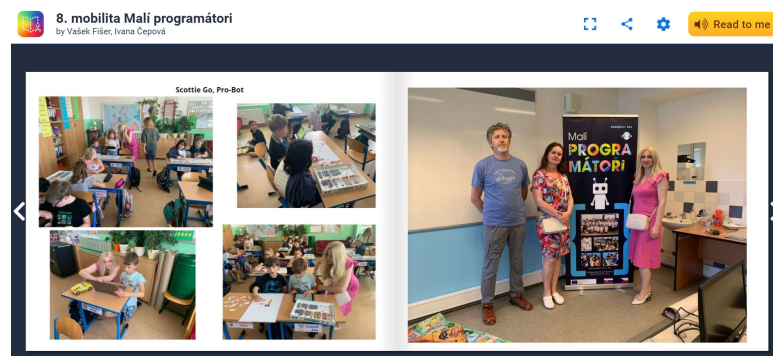 8. mobilita Malí programátori
by Vašek Fišer, Ivana Čepová
Read to me
Scottie Go, Pro-Bot
Malí
PROGRA
MÁTORi